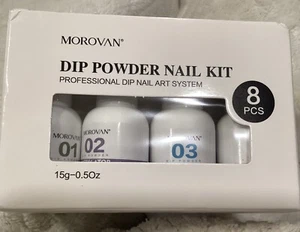 MOROVAN®
DIP POWDER NAIL KIT
PROFESSIONAL DIP NAIL ART SYSTEM
8
PCS
MOROVAN
01
MOROVAN
02
MOROVAN
03
15g-0.5Oz